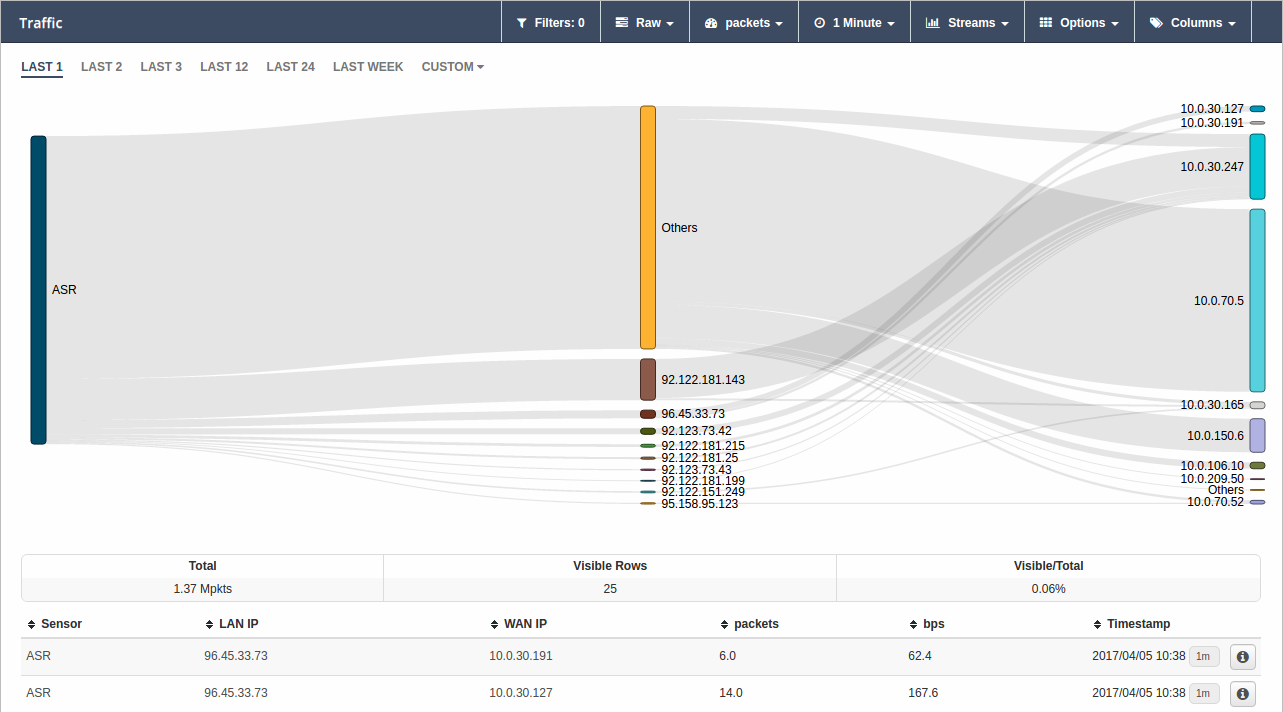 Traffic
Filters: 0
Raw
packets
1 Minute
Streams
Options
Columns
LAST 1 LAST 2 LAST 3 LAST 12 LAST 24 LAST WEEK CUSTOM
10.0.30.127
10.0.30.191
10.0.30.247
Others
ASR
10.0.70.5
92.122.181.143
10.0.30.165
96.45.33.73
92.123.73.42
10.0.150.6
92.122.181.215
92.122.181.25
10.0.106.10
92.123.73.43
92.122.181.199
10.0.209.50
92.122.151.249
Others
95.158.95.123
10.0.70.52
Total Visible Rows Visible/Total
1.37 Mpkts 25 0.06%
Sensor LAN IP WAN IP packets bps Timestamp
ASR 96.45.33.73 10.0.30.191 6.0 62.4 2017/04/05 10:38 1m
ASR 96.45.33.73 10.0.30.127 14.0 167.6 2017/04/05 10:38 1m